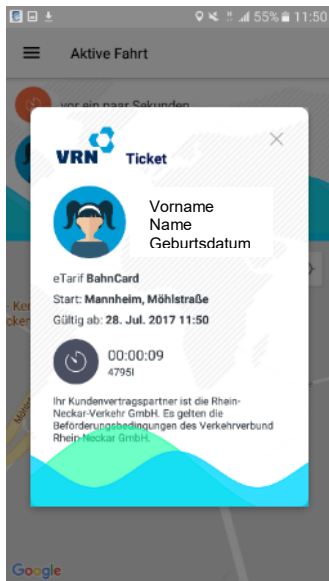 55% 11:50
Aktive Fahrt
vor ein paar Sekunden
VRN Ticket
Vorname
Name
Geburtsdatum
eTarif BahnCard
Start: Mannheim, Möhlstraße
Gültig ab: 28. Jul. 2017 11:50
00:00:09
4795I
Ihr Kundenvertragspartner ist die Rhein-
Neckar-Verkehr GmbH. Es gelten die
Beförderungsbedingungen des Verkehrverbund
Rhein-Neckar GmbH.
Google